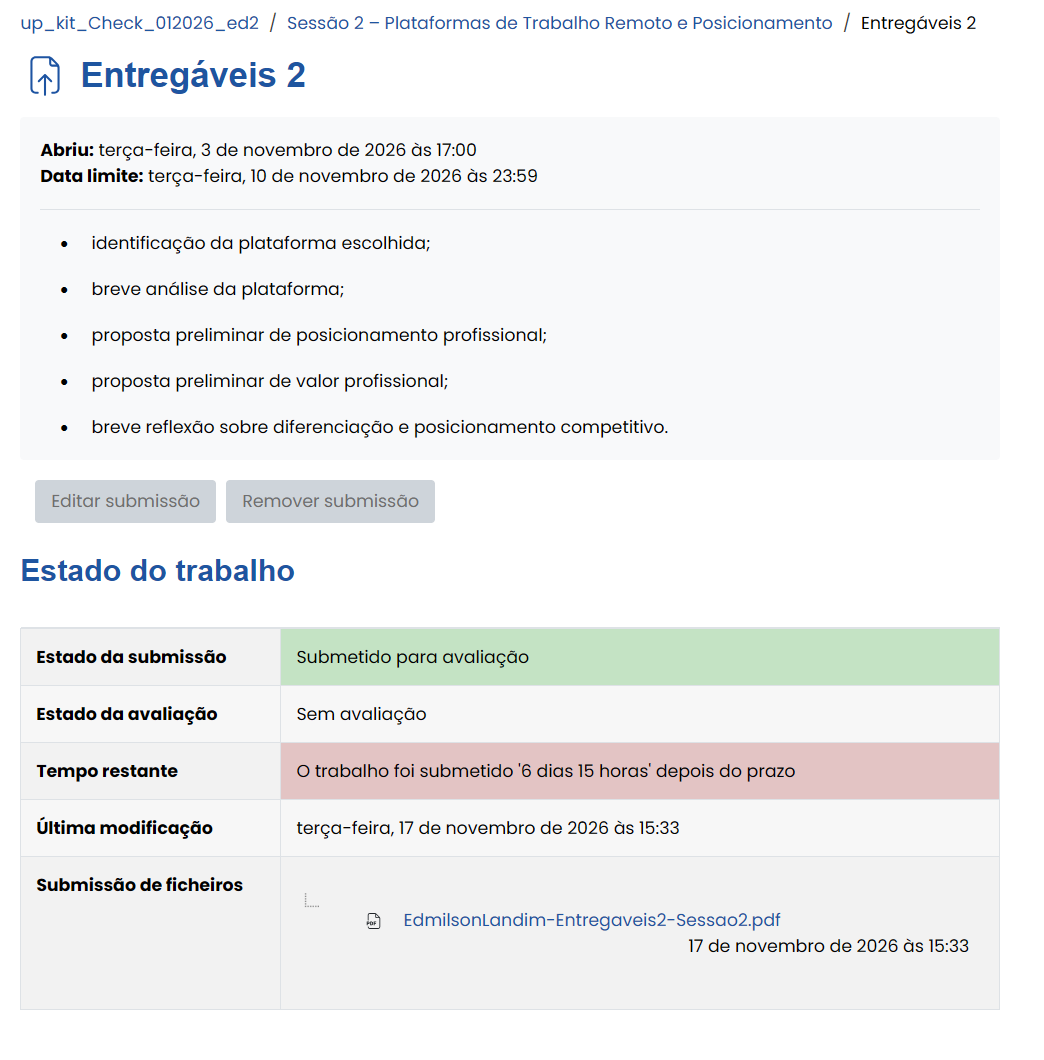 up_kit_Check_012026_ed2 / Sessão 2 – Plataformas de Trabalho Remoto e Posicionamento / Entregáveis 2
Entregáveis 2
Abriu: terça-feira, 3 de novembro de 2026 às 17:00
Data limite: terça-feira, 10 de novembro de 2026 às 23:59
• identificação da plataforma escolhida;
• breve análise da plataforma;
• proposta preliminar de posicionamento profissional;
• proposta preliminar de valor profissional;
• breve reflexão sobre diferenciação e posicionamento competitivo.
Editar submissão Remover submissão
Estado do trabalho
Estado da submissão Submetido para avaliação
Estado da avaliação Sem avaliação
Tempo restante O trabalho foi submetido '6 dias 15 horas' depois do prazo
Última modificação terça-feira, 17 de novembro de 2026 às 15:33
Submissão de ficheiros
PDF EdmilsonLandim-Entregaveis2-Sessao2.pdf
17 de novembro de 2026 às 15:33